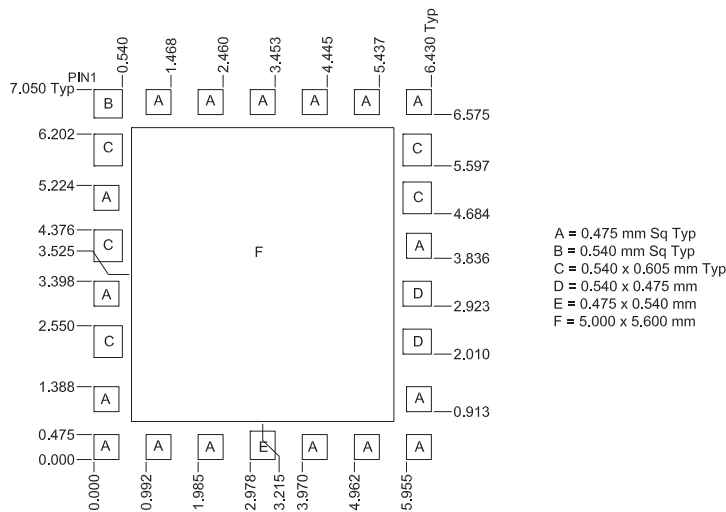 0.540
1.468
2.460
3.453
4.445
5.437
6.430 Typ
PIN1
7.050 Typ
B
A
A
A
A
A
A
6.575
6.202
C
C
5.597
5.224
A
C
4.684
4.376
C
F
A
3.836
3.525
3.398
A
D
2.923
2.550
C
D
2.010
1.388
A
A
0.913
0.475
A
A
A
E
A
A
A
0.000
0.000
0.992
1.985
2.978
3.215
3.970
4.962
5.955
A = 0.475 mm Sq Typ
B = 0.540 mm Sq Typ
C = 0.540 x 0.605 mm Typ
D = 0.540 x 0.475 mm
E = 0.475 x 0.540 mm
F = 5.000 x 5.600 mm